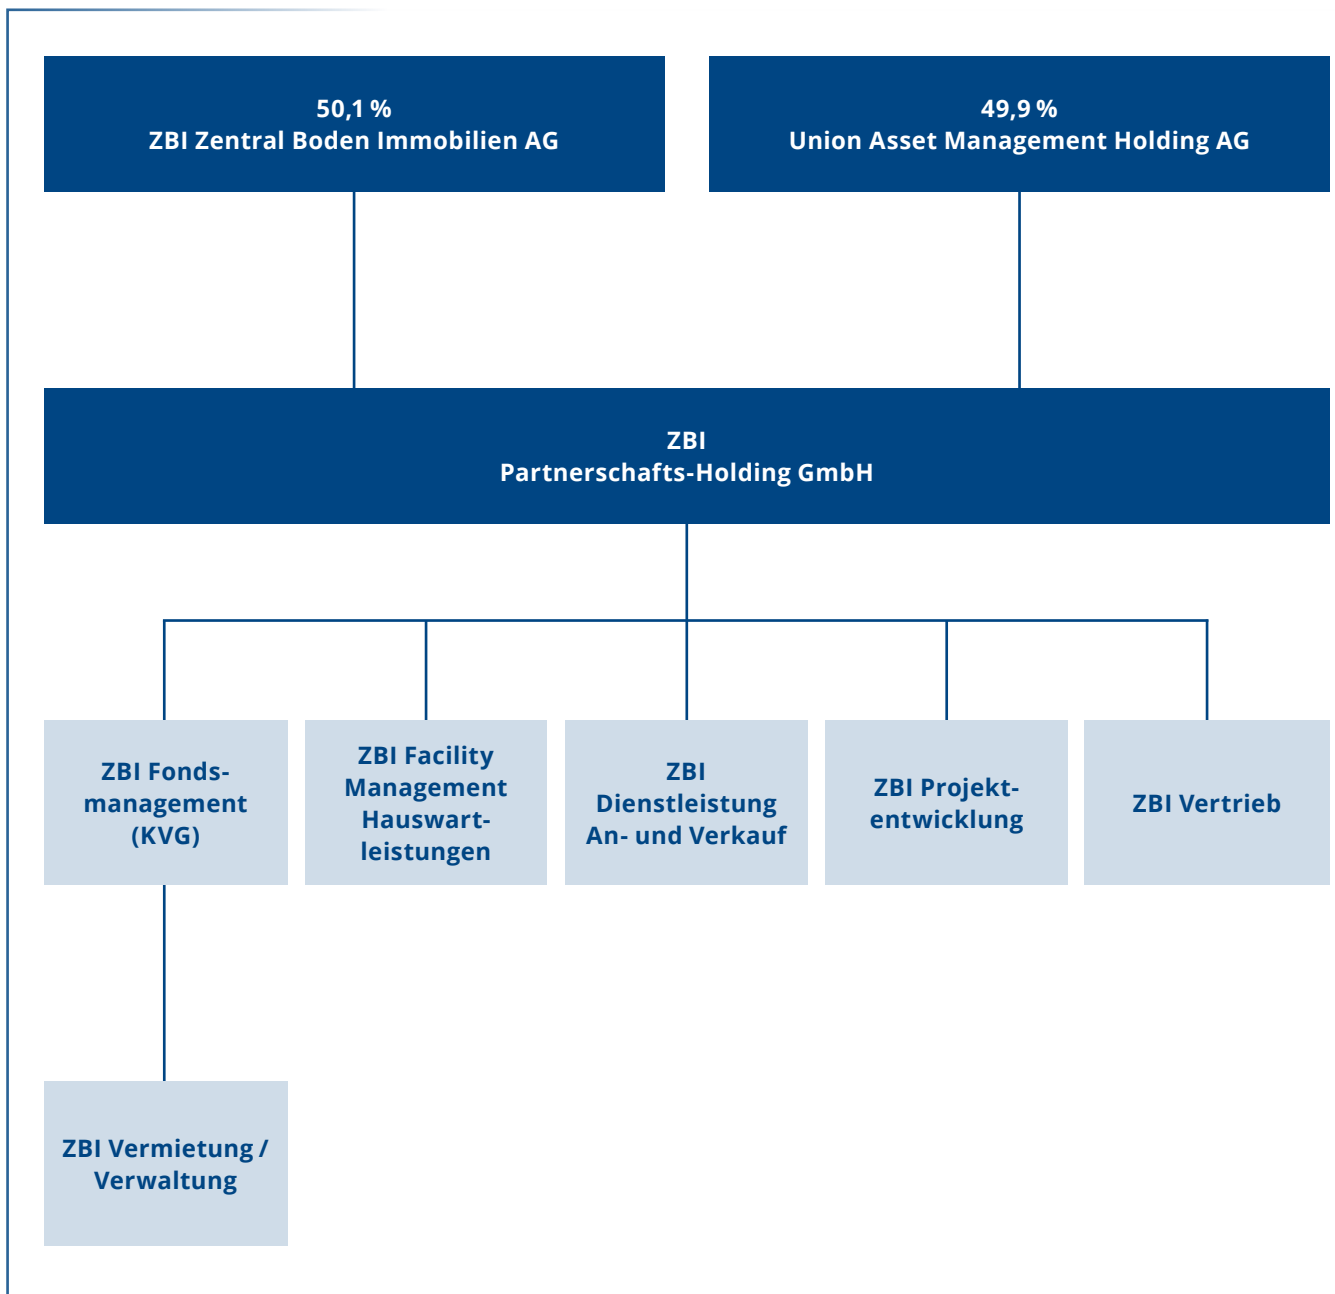 50,1 %
ZBI Zentral Boden Immobilien AG
49,9 %
Union Asset Management Holding AG
ZBI
Partnerschafts-Holding GmbH
ZBI Fonds-
management
(KVG)
ZBI Facility
Management
Hauswart-
leistungen
ZBI
Dienstleistung
An- und Verkauf
ZBI Projekt-
entwicklung
ZBI Vertrieb
ZBI Vermietung /
Verwaltung